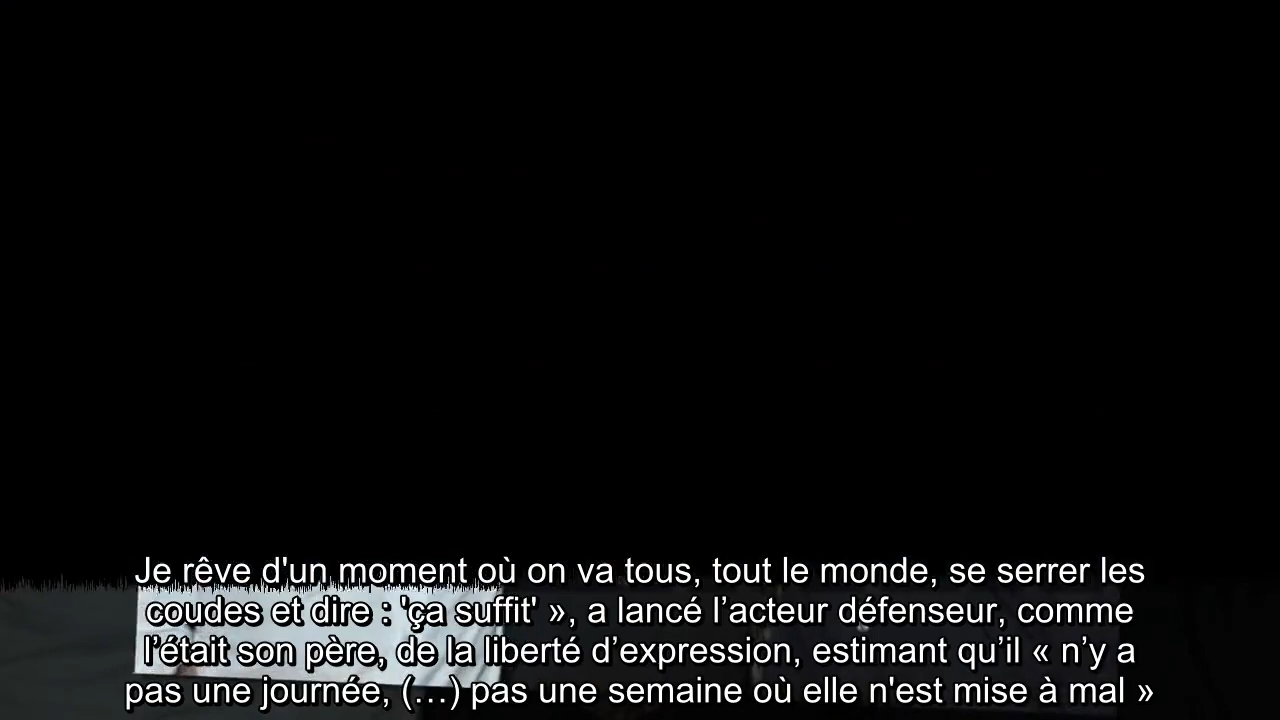 Je rêve d'un moment où on va tous, tout le monde, se serrer les
coudes et dire : 'ça suffit' », a lancé l’acteur défenseur, comme
l’était son père, de la liberté d’expression, estimant qu’il « n’y a
pas une journée, (…) pas une semaine où elle n'est mise à mal »